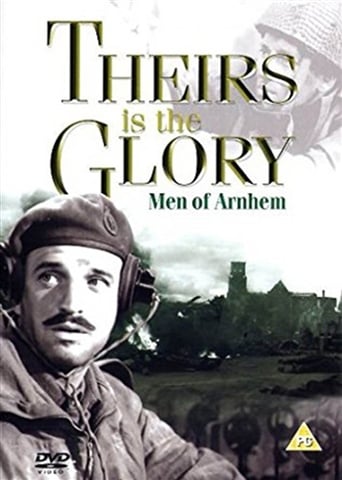 THEIRS
is the
GLORY
Men of Arnhem
DVD
VIDEO
PG